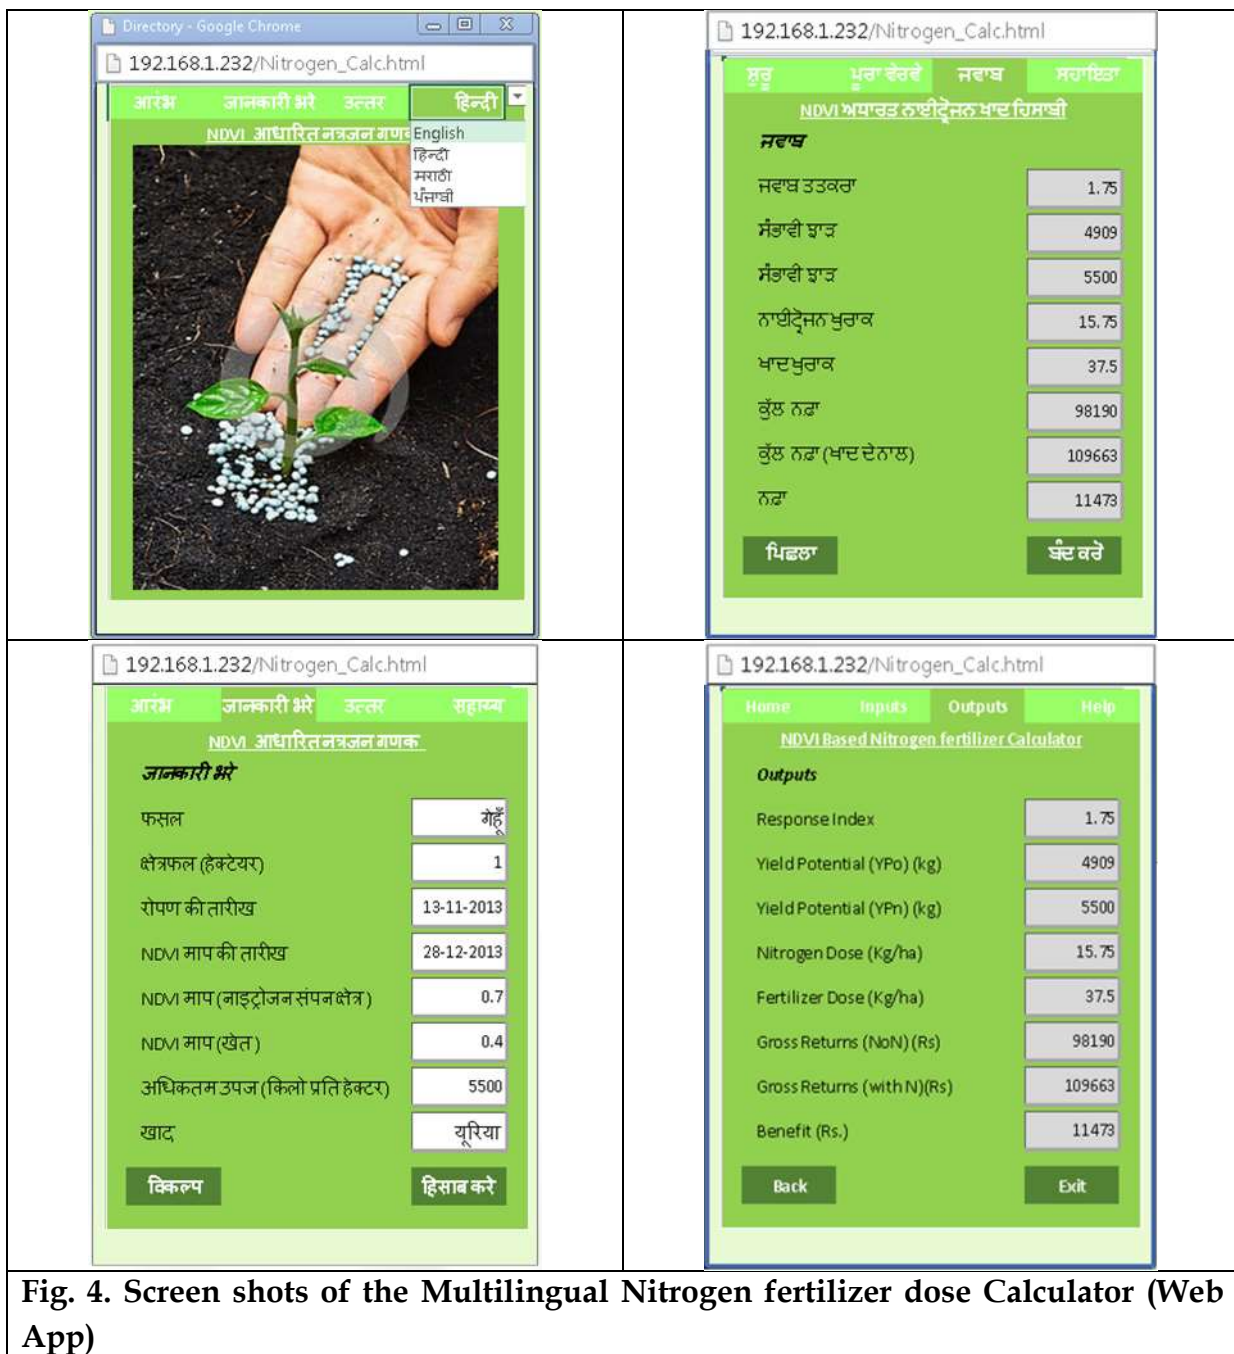 Directory - Google Chrome
192.168.1.232/Nitrogen_Calc.html
आरंभ जानकारी भरे उत्तर हिन्दी
NDVI आधारित नत्रजन गणक
English
हिन्दी
मराठी
ਪੰਜਾਬੀ
192.168.1.232/Nitrogen_Calc.html
ਸ਼ੁਰੂ ਪੂਰਾ ਵੇਰਵੇ ਜਵਾਬ ਸਹਾਇਤਾ
NDVI ਅਧਾਰਤ ਨਾਈਟ੍ਰੋਜਨ ਖਾਦ ਹਿਸਾਬੀ
ਜਵਾਬ
ਜਵਾਬ ਤਤਕਰਾ 1.75
ਸੰਭਾਵੀ ਝਾੜ 4909
ਸੰਭਾਵੀ ਝਾੜ 5500
ਨਾਈਟ੍ਰੋਜਨ ਖੁਰਾਕ 15.75
ਖਾਦ ਖੁਰਾਕ 37.5
ਕੁੱਲ ਨਫ਼ਾ 98190
ਕੁੱਲ ਨਫ਼ਾ (ਖਾਦ ਦੇ ਨਾਲ) 109663
ਨਫ਼ਾ 11473
ਪਿਛਲਾ ਬੰਦ ਕਰੋ
192.168.1.232/Nitrogen_Calc.html
आरंभ जानकारी भरे उत्तर सहाय्य
NDVI आधारित नत्रजन गणक
जानकारी भरे
फसल गेहूँ
क्षेत्रफल (हेक्टेयर) 1
रोपण की तारीख 13-11-2013
NDVI माप की तारीख 28-12-2013
NDVI माप (नाइट्रोजन संपन क्षेत्र ) 0.7
NDVI माप (खेत ) 0.4
अधिकतम उपज (किलो प्रति हेक्टर) 5500
खाद यूरिया
विकल्प हिसाब करे
192.168.1.232/Nitrogen_Calc.html
Home Inputs Outputs Help
NDVI Based Nitrogen fertilizer Calculator
Outputs
Response Index 1.75
Yield Potential (YPo) (kg) 4909
Yield Potential (YPn) (kg) 5500
Nitrogen Dose (Kg/ha) 15.75
Fertilizer Dose (Kg/ha) 37.5
Gross Returns (NoN) (Rs) 98190
Gross Returns (with N)(Rs) 109663
Benefit (Rs.) 11473
Back Exit
Fig. 4. Screen shots of the Multilingual Nitrogen fertilizer dose Calculator (Web
App)